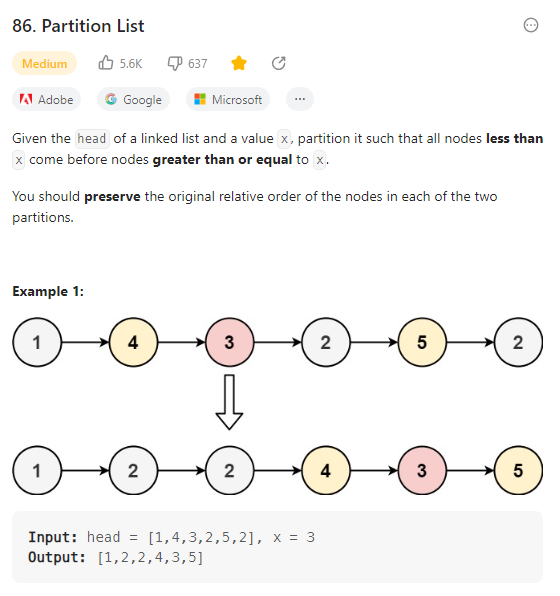 86. Partition List
Medium 5.6K 637
Adobe Google Microsoft ...
Given the head of a linked list and a value x, partition it such that all nodes less than
x come before nodes greater than or equal to x.
You should preserve the original relative order of the nodes in each of the two
partitions.
Example 1:
1 4 3 2 5 2
1 2 2 4 3 5
Input: head = [1,4,3,2,5,2], x = 3
Output: [1,2,2,4,3,5]